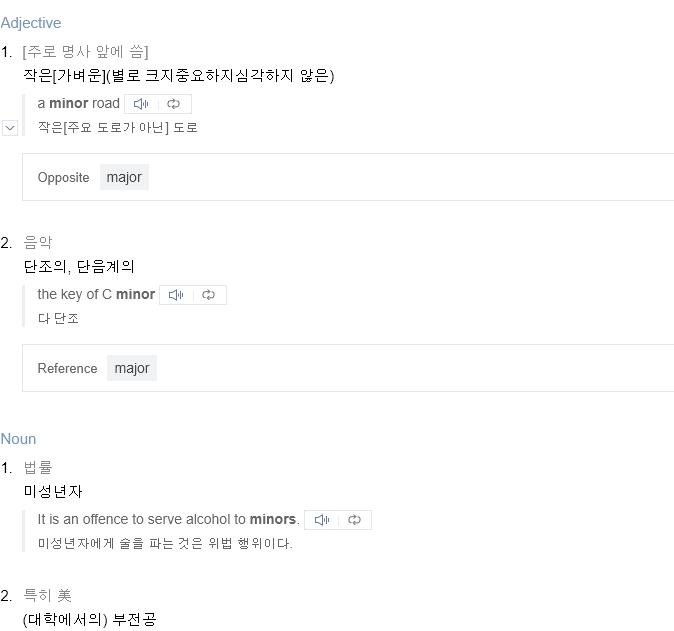 Adjective
1. [주로 명사 앞에 씀]
작은[가벼운](별로 크지중요하지심각하지 않은)
a minor road
작은[주요 도로가 아닌] 도로
Opposite major
2. 음악
단조의, 단음계의
the key of C minor
다 단조
Reference major
Noun
1. 법률
미성년자
It is an offence to serve alcohol to minors.
미성년자에게 술을 파는 것은 위법 행위이다.
2. 특히 美
(대학에서의) 부전공